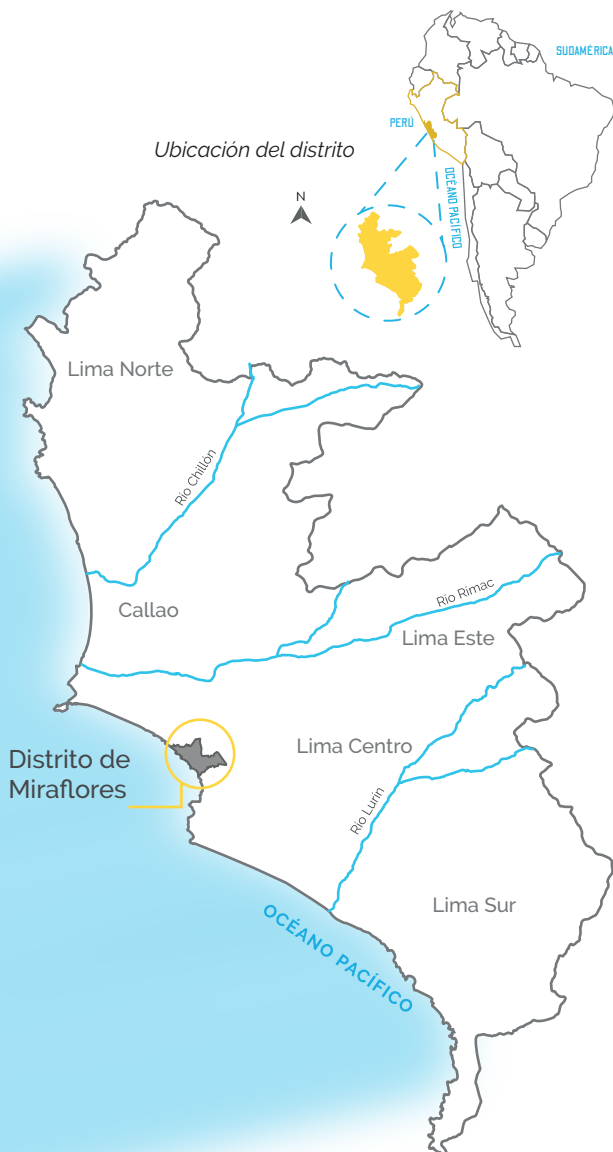 SUDAMÉRICA
PERÚ
Ubicación del distrito
OCÉANO PACÍFICO
N
Lima Norte
Río Chillón
Callao
Río Rimac
Lima Este
Lima Centro
Distrito de
Miraflores
Río Lurín
Lima Sur
OCÉANO PACÍFICO